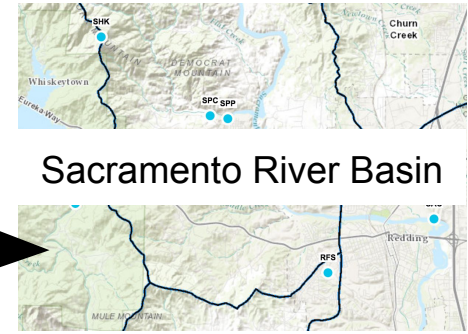 SHK
Churn
Creek
DEMOCRAT
MOUNTAIN
Whiskeytown
Eureka-Way
SPC SPP
Sacramento River Basin
Redding
RFS
MULE MOUNTAIN